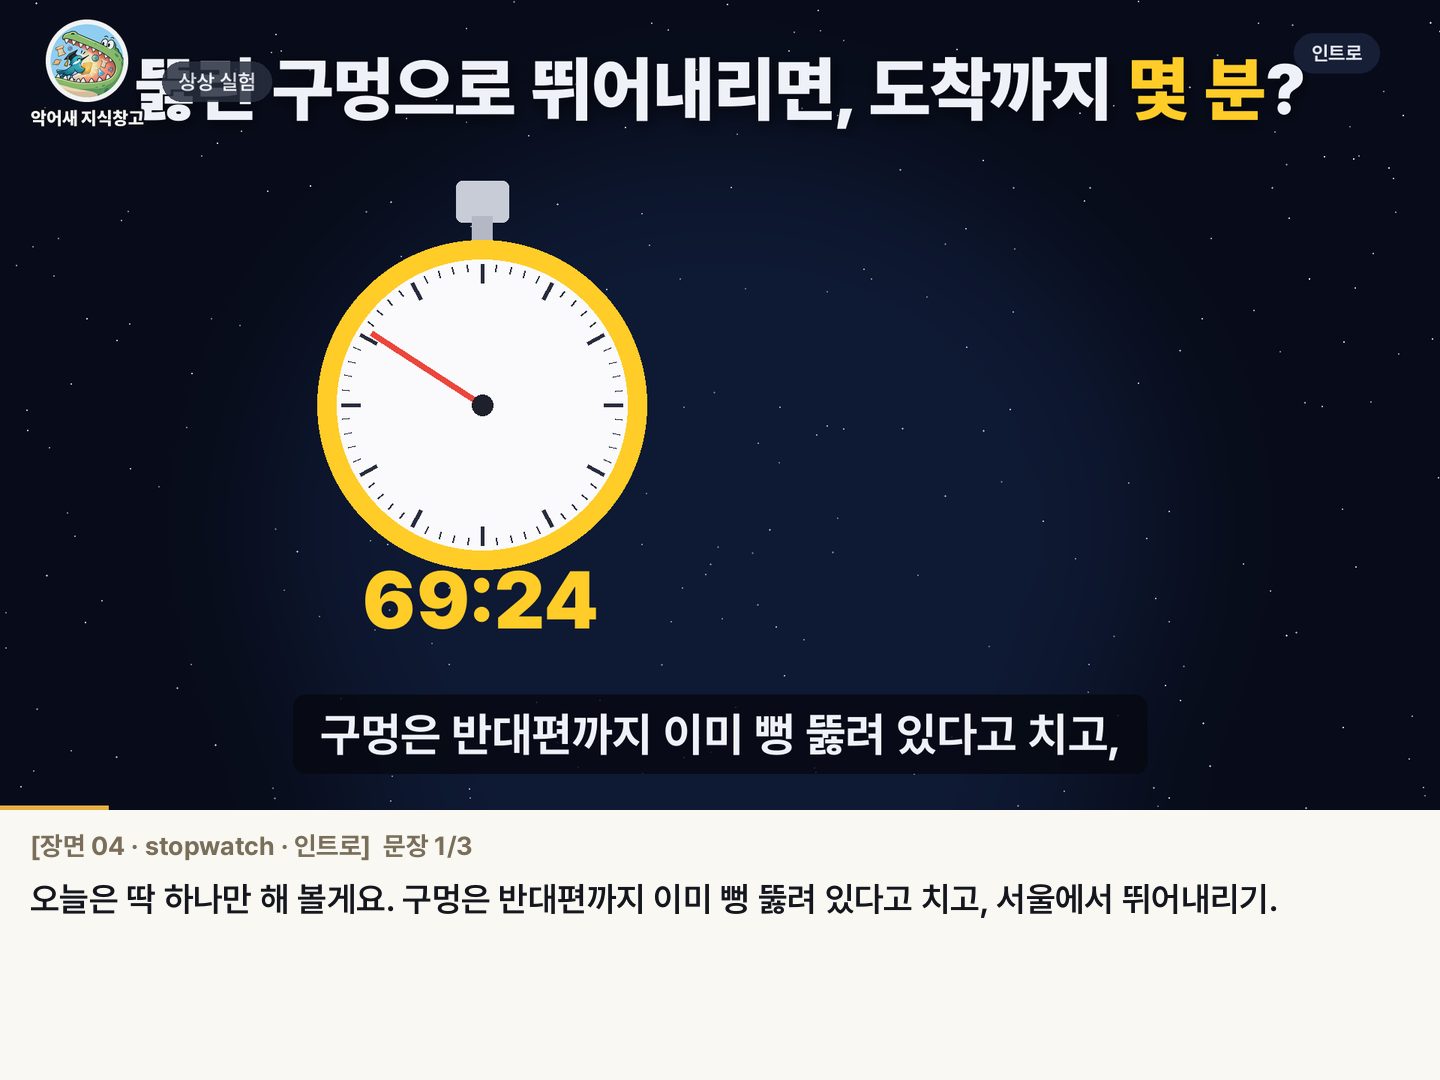 상상 실험
인트로
뚫린 구멍으로 뛰어내리면, 도착까지 몇 분?
악어새 지식창고
69:24
구멍은 반대편까지 이미 뻥 뚫려 있다고 치고,
[장면 04 · stopwatch · 인트로] 문장 1/3
오늘은 딱 하나만 해 볼게요. 구멍은 반대편까지 이미 뻥 뚫려 있다고 치고, 서울에서 뛰어내리기.